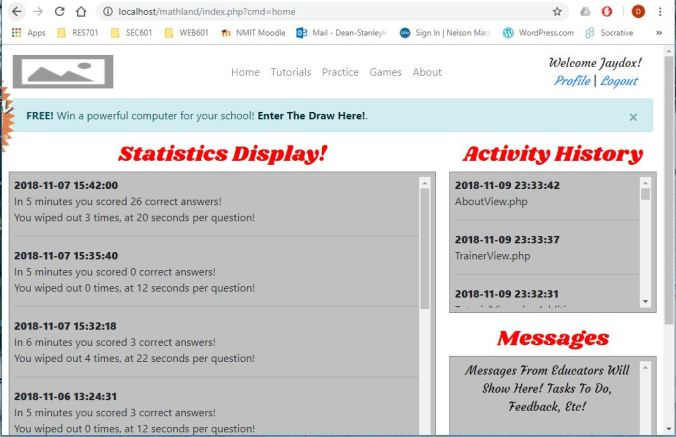 localhost/mathland/index.php?cmd=home
D
Apps RES701 SEC601 WEB601 NMIT Moodle Mail - Dean-StanleyH Sign In | Nelson Marl WordPress.com Socrative
Home Tutorials Practice Games About
Welcome Jaydox!
Profile | Logout
FREE! Win a powerful computer for your school! Enter The Draw Here!.
Statistics Display!
2018-11-07 15:42:00
In 5 minutes you scored 26 correct answers!
You wiped out 3 times, at 20 seconds per question!
2018-11-07 15:35:40
In 5 minutes you scored 0 correct answers!
You wiped out 0 times, at 12 seconds per question!
2018-11-07 15:32:18
In 6 minutes you scored 3 correct answers!
You wiped out 4 times, at 22 seconds per question!
2018-11-06 13:24:31
In 5 minutes you scored 3 correct answers!
You wiped out 0 times, at 12 seconds per question!
Activity History
2018-11-09 23:33:42
AboutView.php
2018-11-09 23:33:37
TrainerView.php
2018-11-09 23:32:31
Messages
Messages From Educators Will
Show Here! Tasks To Do,
Feedback, Etc!